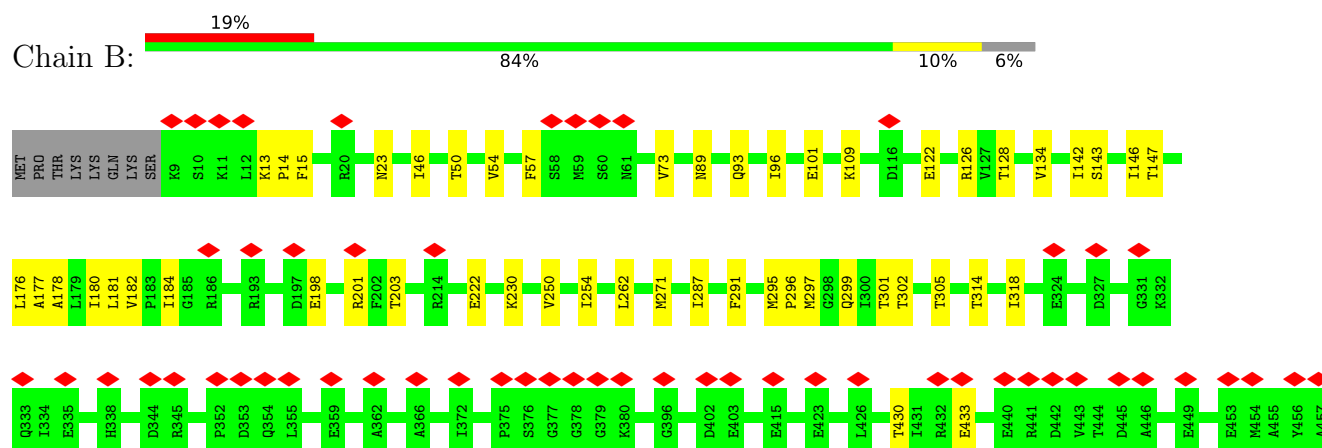 19%
Chain B:
84% 10% 6%
MET PRO THR LYS LYS GLN LYS SER K9 S10 K11 L12 K13 P14 F15 R20 N23 I46 T50 V54 F57 S58 M59 S60 N61 V73 N89 Q93 I96 E101 K109 D116 E122 R126 V127 T128 V134 I142 S143 I146 T147
L176 A177 A178 L179 I180 L181 V182 P183 I184 G185 R186 R193 D197 E198 R201 F202 T203 R214 E222 K230 V250 I254 L262 M271 I287 F291 M295 P296 M297 G298 Q299 I300 T301 T302 T305 T314 I318 E324 D327 G331 K332
Q333 I334 E335 H338 D344 R345 P352 D353 Q354 L355 E359 A362 A366 I372 P375 S376 G377 G378 G379 K380 G396 D402 E403 E415 E423 L426 T430 I431 R432 E433 E440 R441 D442 V443 T444 D445 A446 E449 E453 M454 A455 Y456 A457